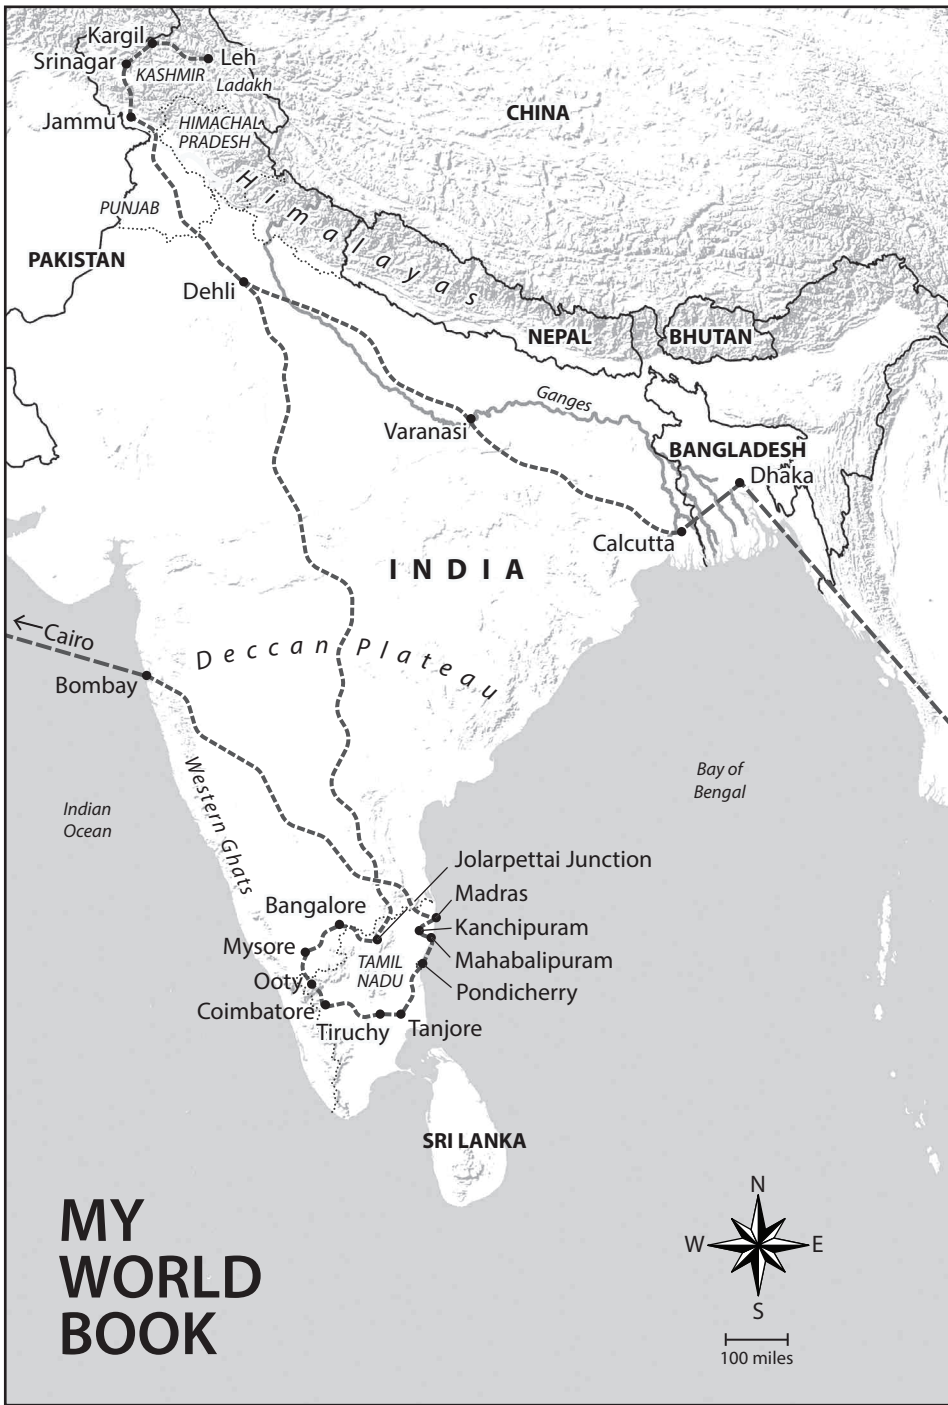 Kargil
Srinagar
Leh
KASHMIR
Ladakh
Jammu
HIMACHAL
PRADESH
CHINA
Himalayas
PUNJAB
PAKISTAN
Dehli
NEPAL
BHUTAN
Ganges
Varanasi
BANGLADESH
Dhaka
Calcutta
INDIA
← Cairo
Deccan Plateau
Bombay
Western Ghats
Bay of
Bengal
Indian
Ocean
Jolarpettai Junction
Madras
Bangalore
Kanchipuram
Mysore
TAMIL
NADU
Mahabalipuram
Ooty
Pondicherry
Coimbatore
Tiruchy
Tanjore
SRI LANKA
MY
WORLD
BOOK
N
W
E
S
100 miles